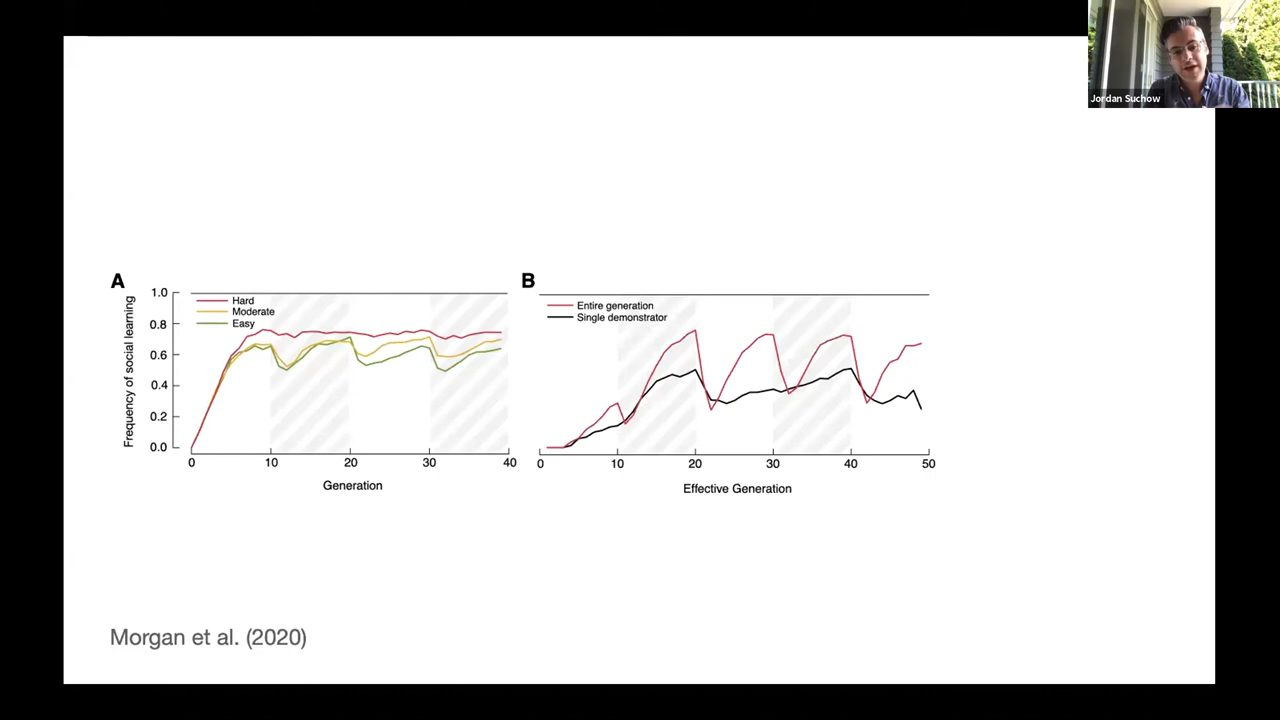 Jordan Suchow
A
Frequency of social learning
1.0
0.8
0.6
0.4
0.2
0.0
Hard
Moderate
Easy
0 10 20 30 40
Generation
B
Entire generation
Single demonstrator
0 10 20 30 40 50
Effective Generation
Morgan et al. (2020)